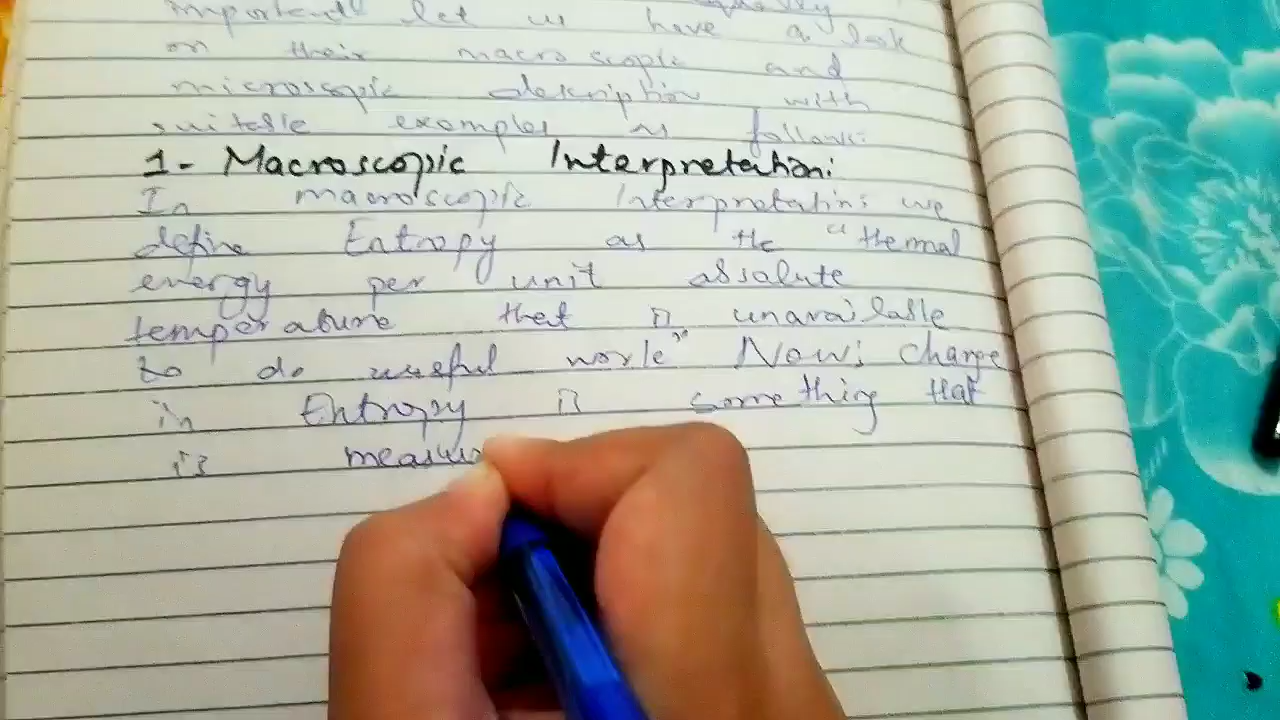 important let us have a look
on their macroscopic and
microscopic description with
suitable examples as follows:
1- Macroscopic Interpretation:
In macroscopic Interpretation; we
define Entropy as the "thermal
energy per unit absolute
temperature that is unavailable
to do useful work" Now; change
in Entropy is something that
is